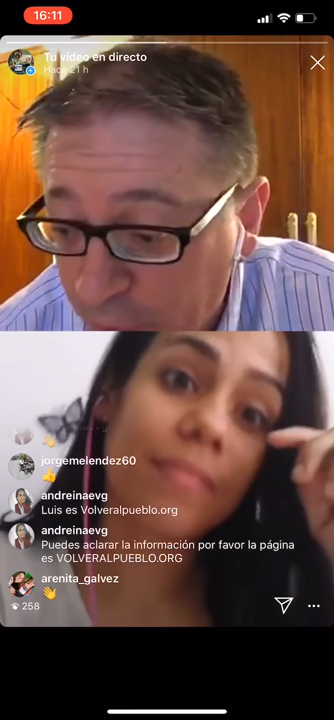 16:11
Tu vídeo en directo
Hace 21 h
jorgemelendez60
👍
andreinaevg
Luis es Volveralpueblo.org
andreinaevg
Puedes aclarar la información por favor la página
es VOLVERALPUEBLO.ORG
arenita_galvez
👋
258